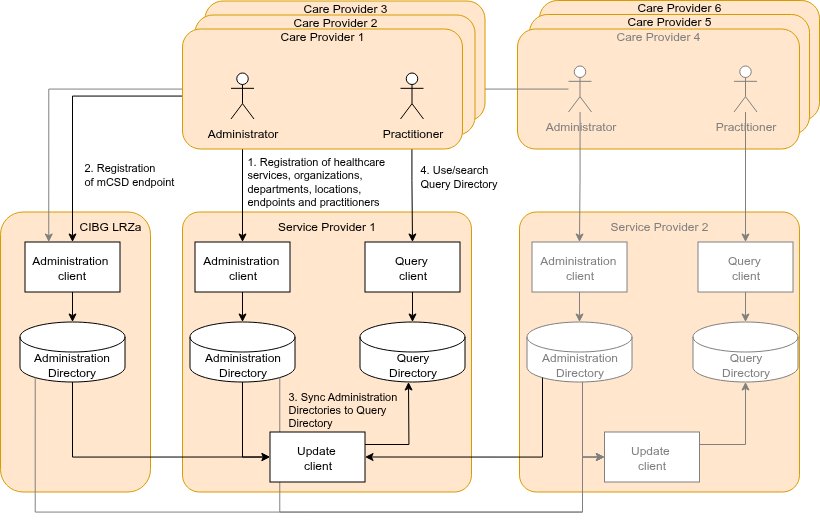 Care Provider 3
Care Provider 2
Care Provider 1
Administrator
Practitioner
Care Provider 6
Care Provider 5
Care Provider 4
Administrator
Practitioner
2. Registration
of mCSD endpoint
1. Registration of healthcare
services, organizations,
departments, locations,
endpoints and practitioners
4. Use/search
Query Directory
CIBG LRZa
Administration
client
Administration
Directory
Service Provider 1
Administration
client
Query
client
Administration
Directory
Query
Directory
3. Sync Administration
Directories to Query
Directory
Update
client
Service Provider 2
Administration
client
Query
client
Administration
Directory
Query
Directory
Update
client